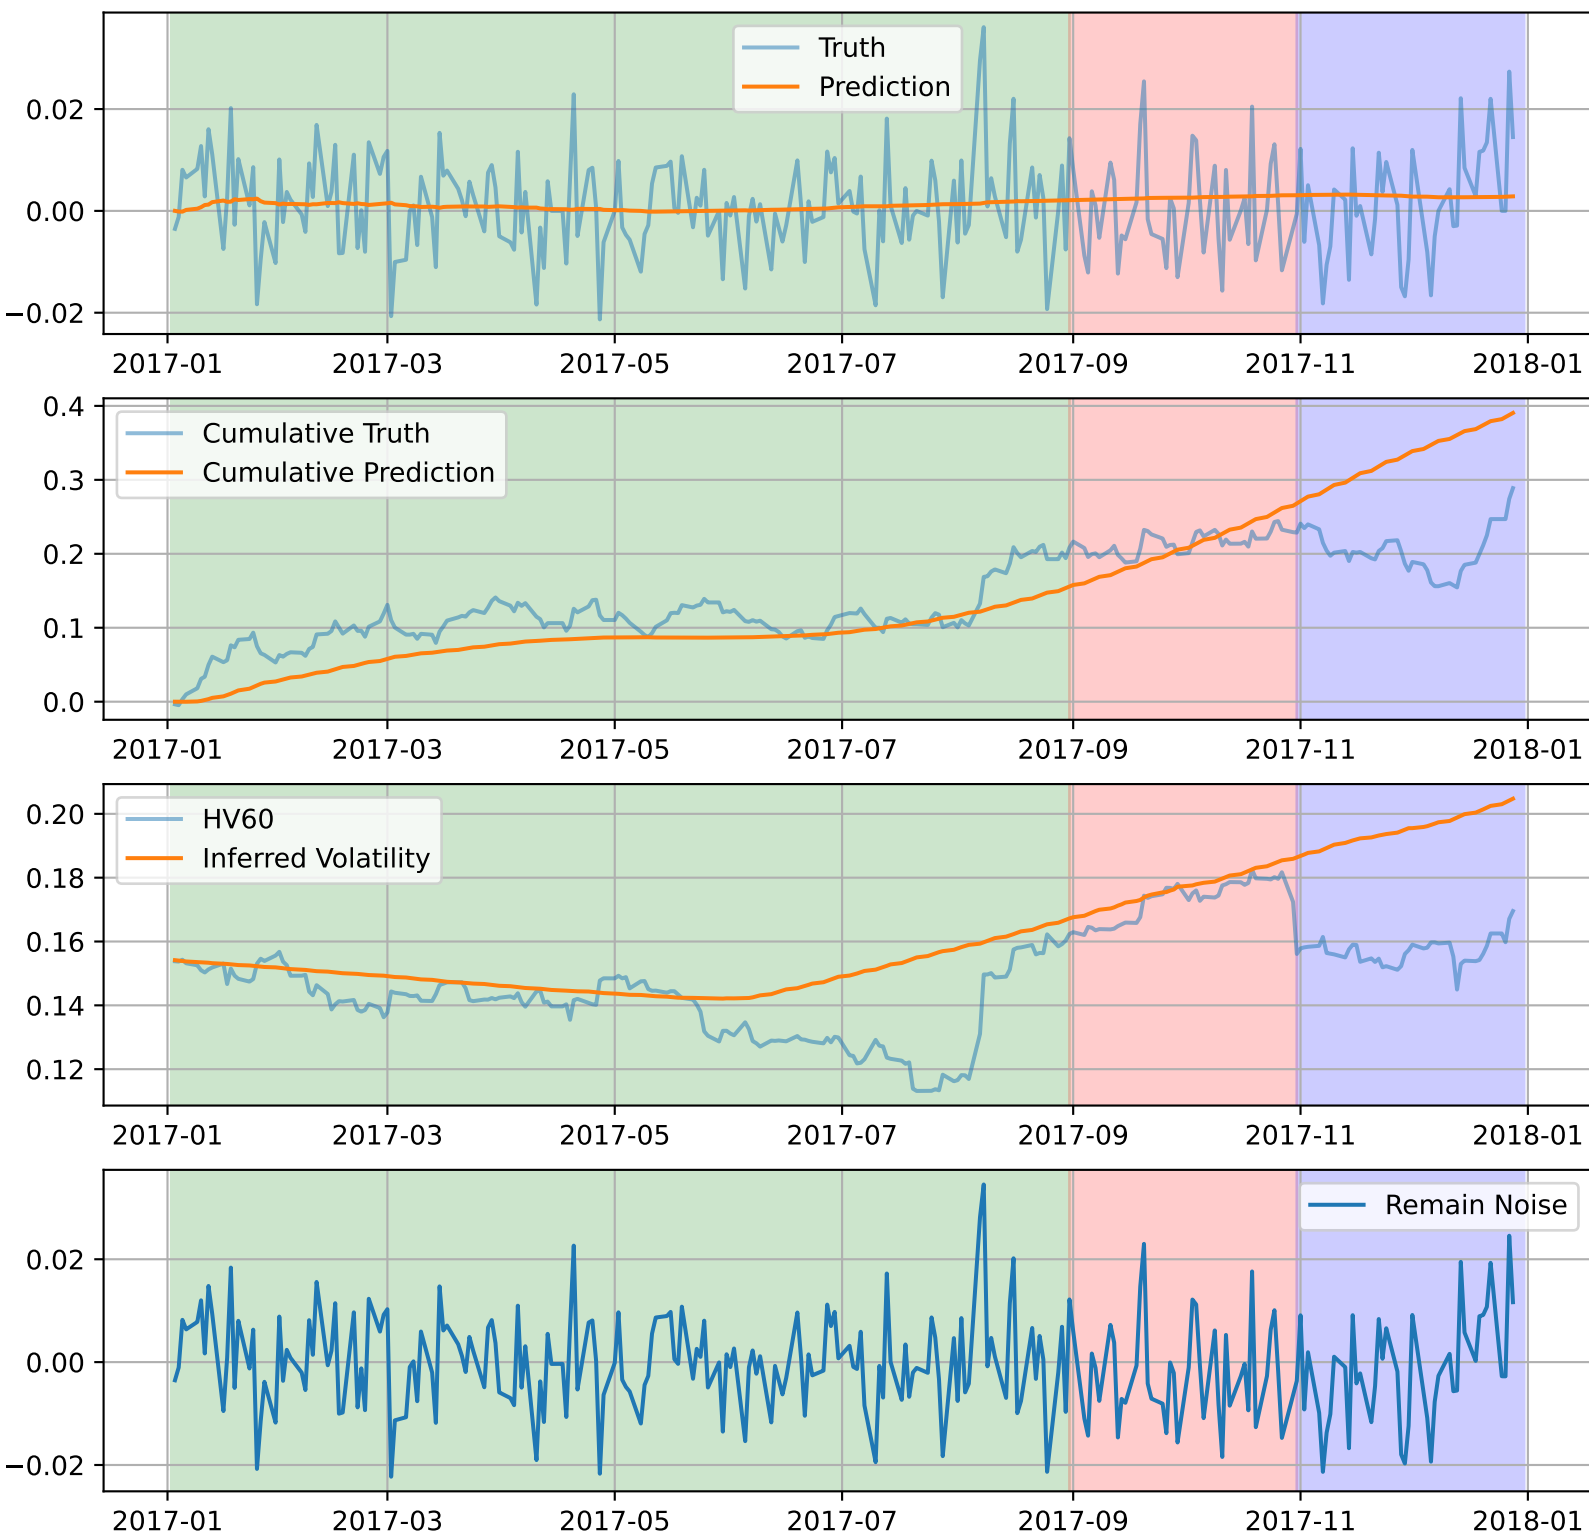 Truth
Prediction
0.02
0.00
−0.02
2017-01 2017-03 2017-05 2017-07 2017-09 2017-11 2018-01
Cumulative Truth
Cumulative Prediction
0.4
0.3
0.2
0.1
0.0
2017-01 2017-03 2017-05 2017-07 2017-09 2017-11 2018-01
HV60
Inferred Volatility
0.20
0.18
0.16
0.14
0.12
2017-01 2017-03 2017-05 2017-07 2017-09 2017-11 2018-01
Remain Noise
0.02
0.00
−0.02
2017-01 2017-03 2017-05 2017-07 2017-09 2017-11 2018-01